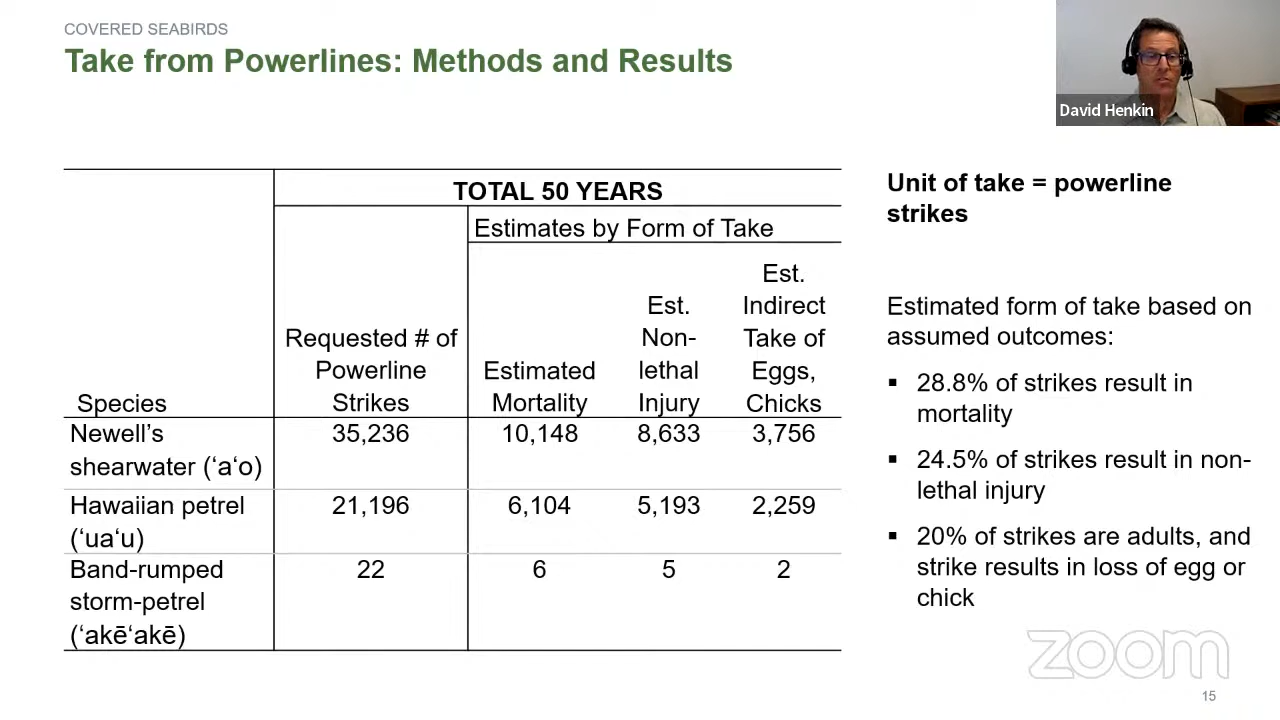 COVERED SEABIRDS
Take from Powerlines: Methods and Results
David Henkin
TOTAL 50 YEARS
Estimates by Form of Take
Species
Requested # of
Powerline
Strikes
Estimated
Mortality
Est.
Non-
lethal
Injury
Est.
Indirect
Take of
Eggs,
Chicks
Newell’s
shearwater (ʻaʻo)
35,236
10,148
8,633
3,756
Hawaiian petrel
(ʻuaʻu)
21,196
6,104
5,193
2,259
Band-rumped
storm-petrel
(ʻakēʻakē)
22
6
5
2
Unit of take = powerline
strikes
Estimated form of take based on
assumed outcomes:
▪ 28.8% of strikes result in
mortality
▪ 24.5% of strikes result in non-
lethal injury
▪ 20% of strikes are adults, and
strike results in loss of egg or
chick
zoom
15